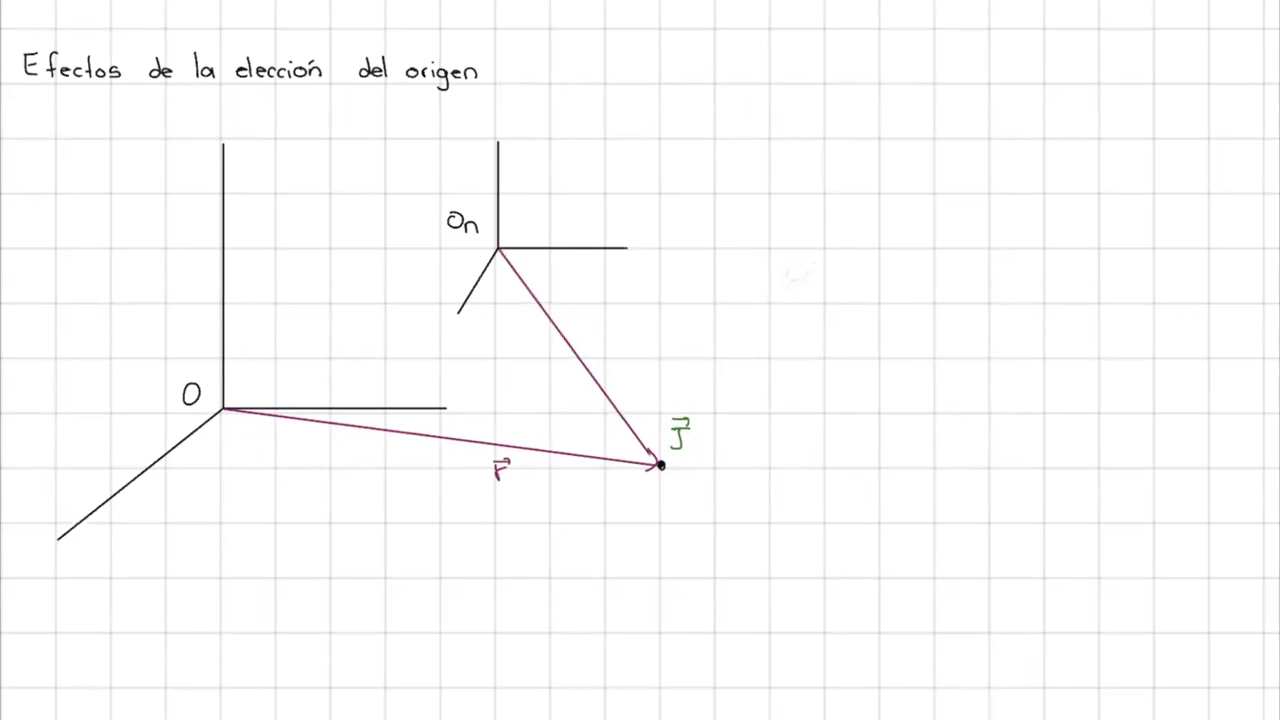 Efectos de la elección del origen
On
O
J⃗
r⃗